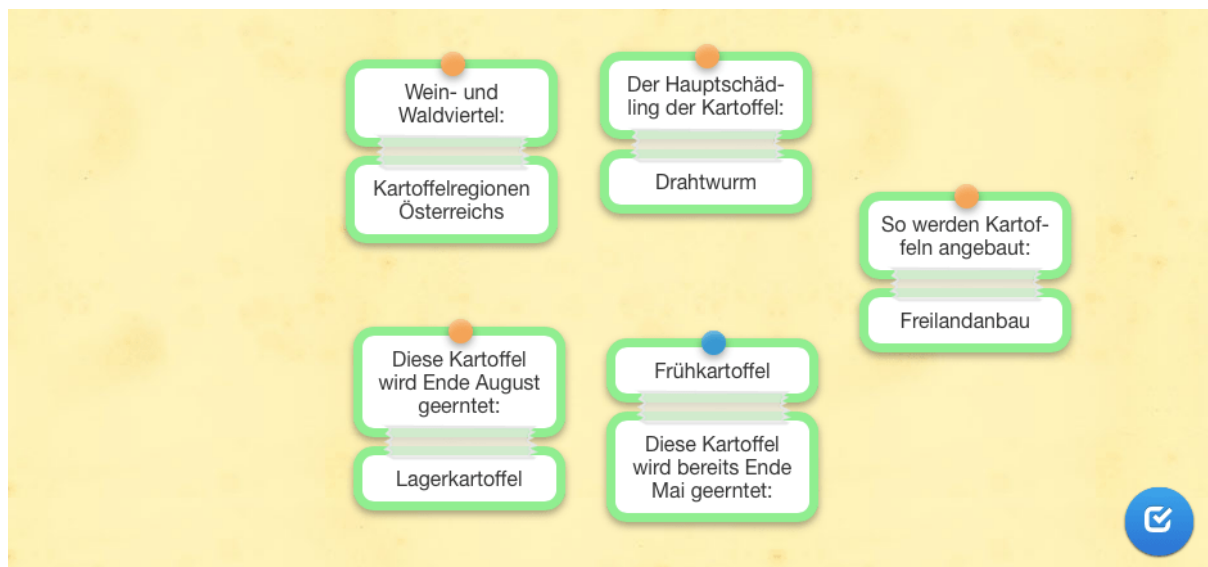 Wein- und
Waldviertel:
Kartoffelregionen
Österreichs
Der Hauptschäd-
ling der Kartoffel:
Drahtwurm
So werden Kartof-
feln angebaut:
Freilandanbau
Diese Kartoffel
wird Ende August
geerntet:
Lagerkartoffel
Frühkartoffel
Diese Kartoffel
wird bereits Ende
Mai geerntet: